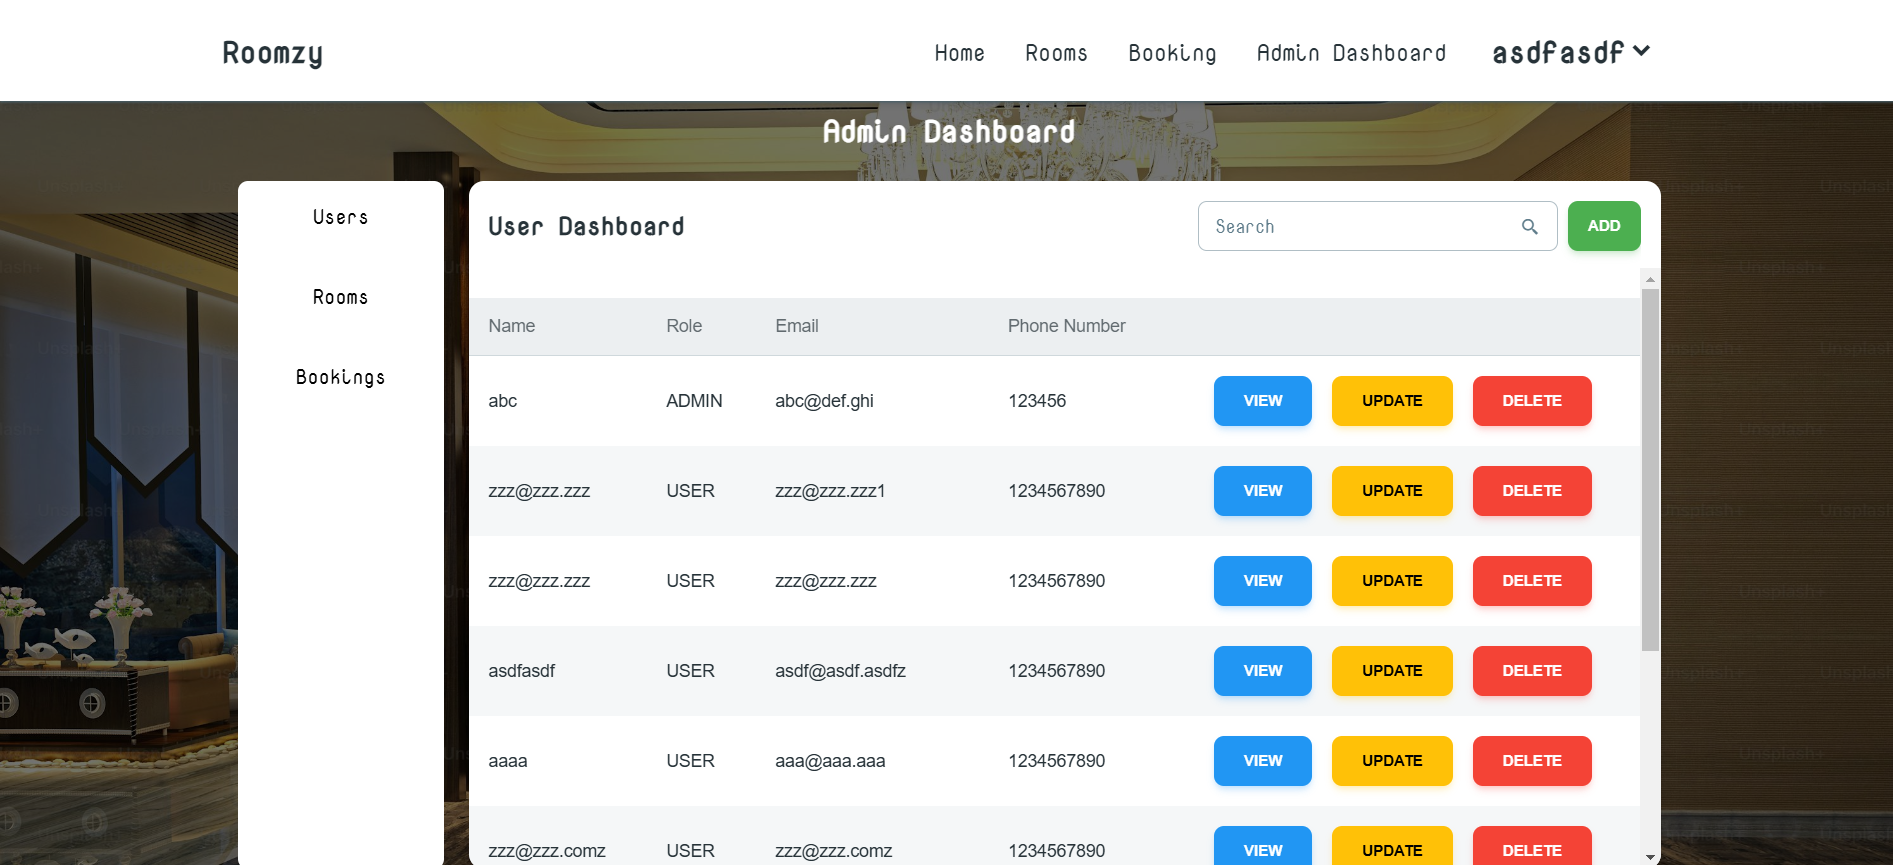 Roomzy
Home Rooms Booking Admin Dashboard asdfasdf
Admin Dashboard
Users
Rooms
Bookings
User Dashboard
Search
ADD
Name Role Email Phone Number
abc ADMIN abc@def.ghi 123456 VIEW UPDATE DELETE
zzz@zzz.zzz USER zzz@zzz.zzz1 1234567890 VIEW UPDATE DELETE
zzz@zzz.zzz USER zzz@zzz.zzz 1234567890 VIEW UPDATE DELETE
asdfasdf USER asdf@asdf.asdfz 1234567890 VIEW UPDATE DELETE
aaaa USER aaa@aaa.aaa 1234567890 VIEW UPDATE DELETE
zzz@zzz.comz USER zzz@zzz.comz 1234567890 VIEW UPDATE DELETE